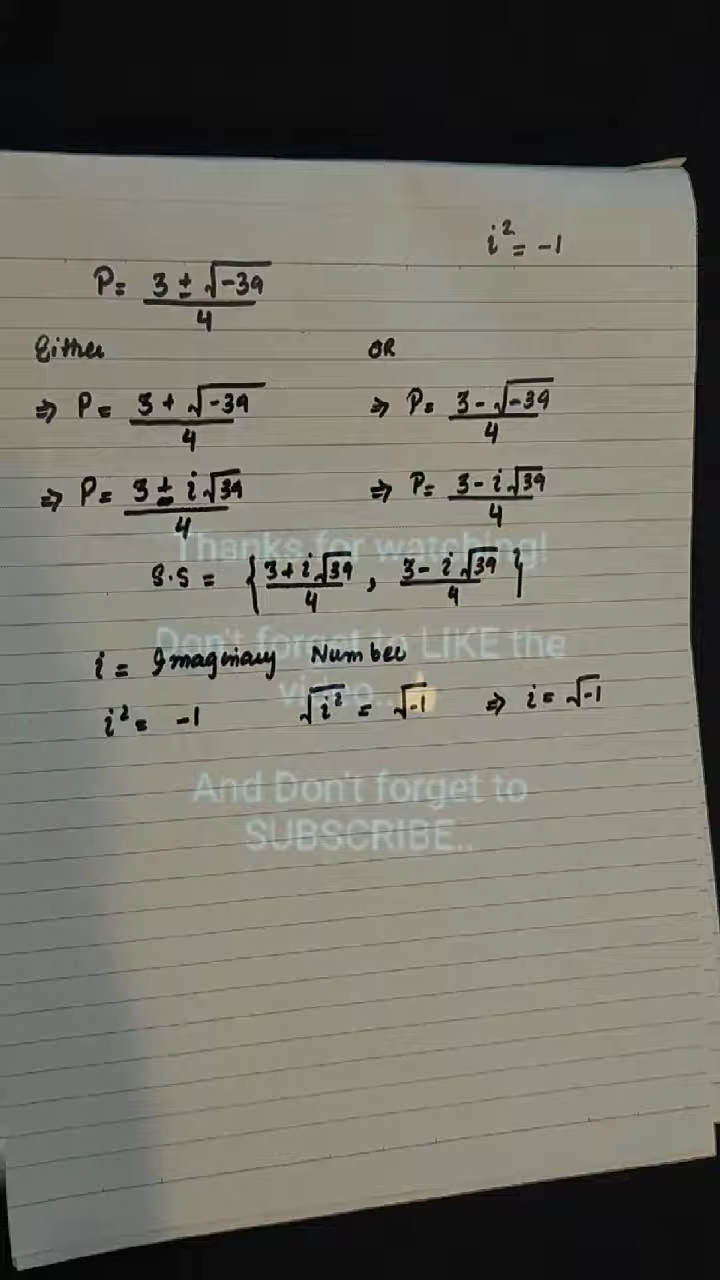 i² = -1
P = 3 ± √-39 / 4
Either OR
⇒ P = 3 + √-39 / 4 ⇒ P = 3 - √-39 / 4
⇒ P = 3 ± i√39 / 4 ⇒ P = 3 - i√39 / 4
Thanks for watching!
S.S = { 3 + i√39 / 4 , 3 - i√39 / 4 }
Don't forget to LIKE the
i = Imaginary Number
video..👍
i² = -1 √i² = √-1 ⇒ i = √-1
And Don't forget to
SUBSCRIBE..